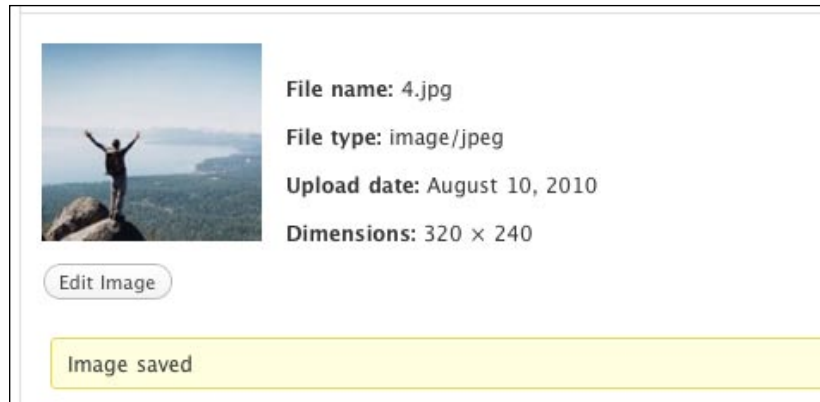 File name: 4.jpg
File type: image/jpeg
Upload date: August 10, 2010
Dimensions: 320 × 240
Edit Image
Image saved